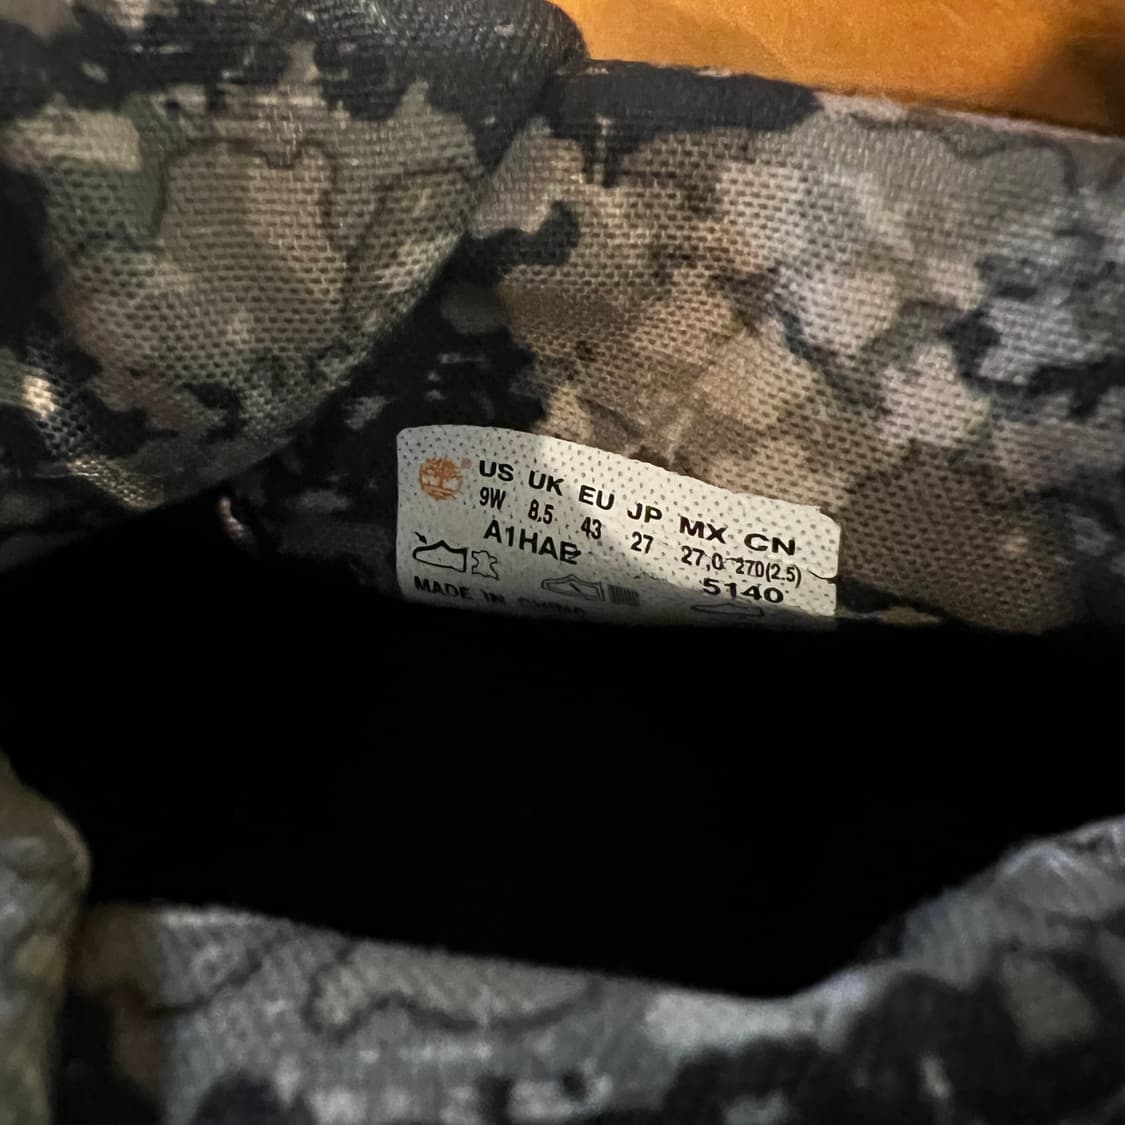 US UK EU JP MX CN
9W 8.5 43 27 27,0 270(2.5)
A1HAE 5140
MADE IN CHINA